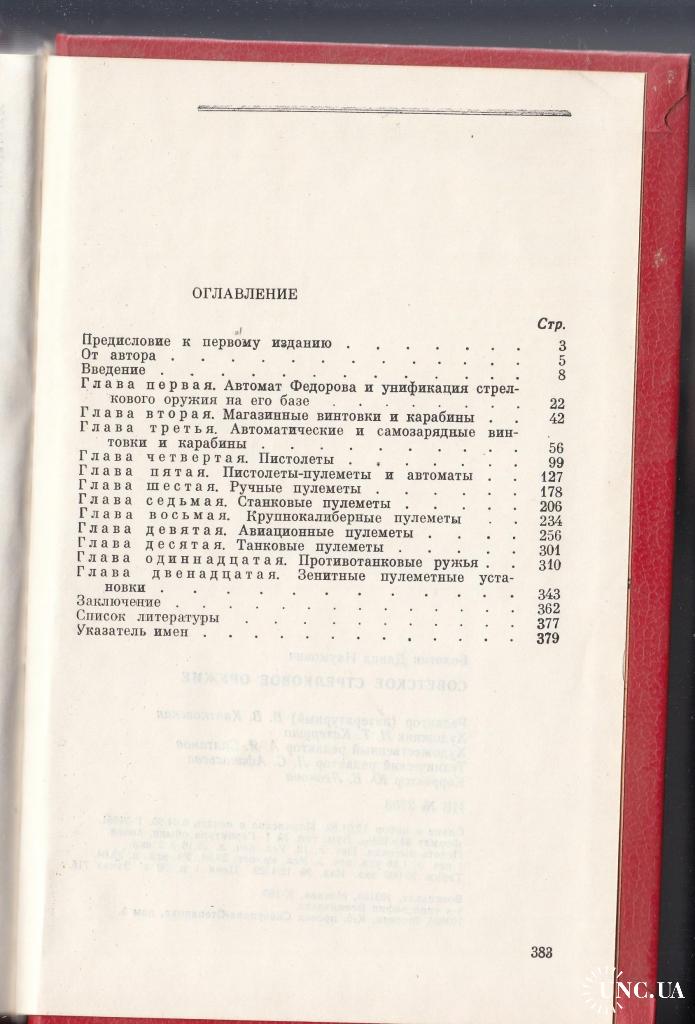 ОГЛАВЛЕНИЕ
Стр.
Предисловие к первому изданию . . . . . . . 3
От автора . . . . . . . . . . . . . 5
Введение . . . . . . . . . . . . . 8
Глава первая. Автомат Федорова и унификация стрел-
кового оружия на его базе . . . . . . . . 22
Глава вторая. Магазинные винтовки и карабины . . 42
Глава третья. Автоматические и самозарядные вин-
товки и карабины . . . . . . . . . . 56
Глава четвертая. Пистолеты . . . . . . . 99
Глава пятая. Пистолеты-пулеметы и автоматы . . 127
Глава шестая. Ручные пулеметы . . . . . . 178
Глава седьмая. Станковые пулеметы . . . . . 206
Глава восьмая. Крупнокалиберные пулеметы . . 234
Глава девятая. Авиационные пулеметы . . . . 256
Глава десятая. Танковые пулеметы . . . . . 301
Глава одиннадцатая. Противотанковые ружья . . 310
Глава двенадцатая. Зенитные пулеметные уста-
новки . . . . . . . . . . . . . 343
Заключение . . . . . . . . . . . . 362
Список литературы . . . . . . . . . . 377
Указатель имен . . . . . . . . . . . 379
СОВЕТСКОЕ СТРЕЛКОВОЕ ОРУЖИЕ
383
UNC.UA